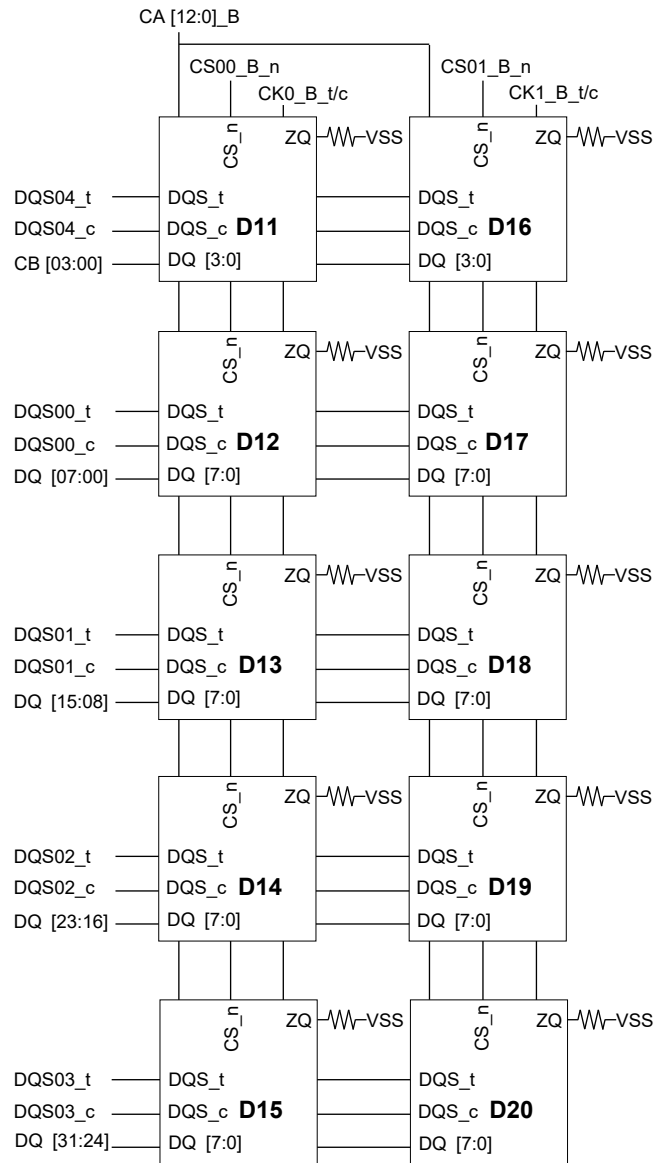 CA [12:0]_B
CS00_B_n CS01_B_n
CK0_B_t/c CK1_B_t/c
CS_n ZQ VSS CS_n ZQ VSS
DQS04_t DQS_t DQS_t
DQS04_c DQS_c D11 DQS_c D16
CB [03:00] DQ [3:0] DQ [3:0]
CS_n ZQ VSS CS_n ZQ VSS
DQS00_t DQS_t DQS_t
DQS00_c DQS_c D12 DQS_c D17
DQ [07:00] DQ [7:0] DQ [7:0]
CS_n ZQ VSS CS_n ZQ VSS
DQS01_t DQS_t DQS_t
DQS01_c DQS_c D13 DQS_c D18
DQ [15:08] DQ [7:0] DQ [7:0]
CS_n ZQ VSS CS_n ZQ VSS
DQS02_t DQS_t DQS_t
DQS02_c DQS_c D14 DQS_c D19
DQ [23:16] DQ [7:0] DQ [7:0]
CS_n ZQ VSS CS_n ZQ VSS
DQS03_t DQS_t DQS_t
DQS03_c DQS_c D15 DQS_c D20
DQ [31:24] DQ [7:0] DQ [7:0]